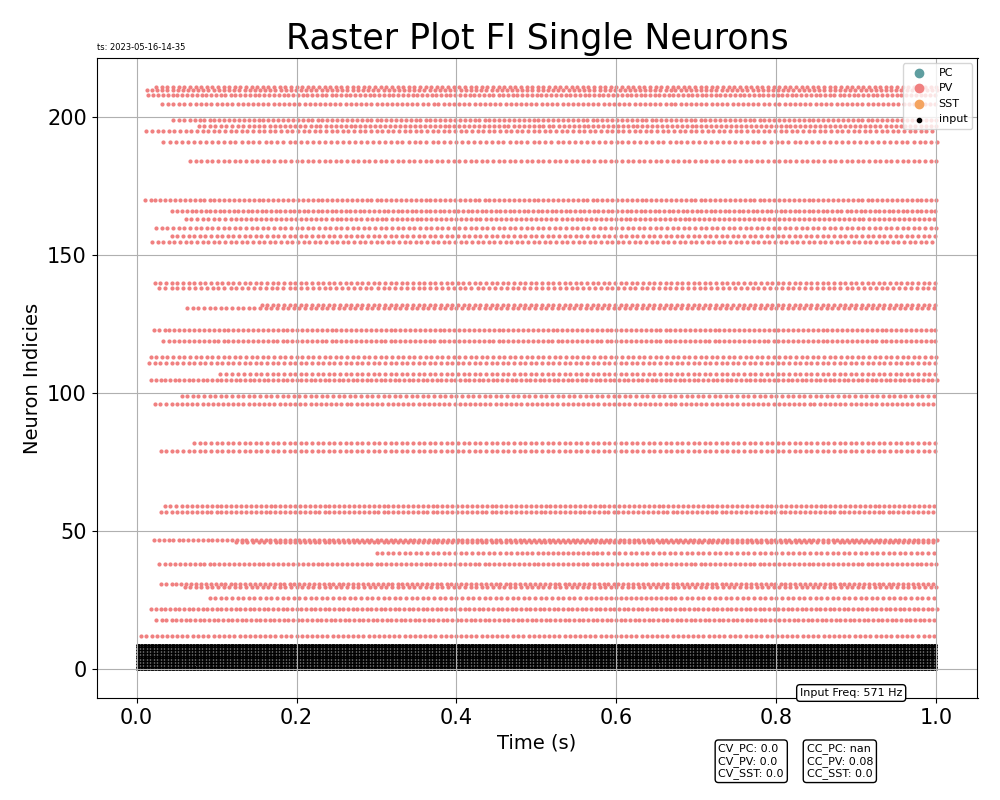 Raster Plot FI Single Neurons
ts: 2023-05-16-14-35
PC
PV
SST
input
Neuron Indicies
200
150
100
50
0
0.0 0.2 0.4 0.6 0.8 1.0
Input Freq: 571 Hz
Time (s)
CV_PC: 0.0
CV_PV: 0.0
CV_SST: 0.0
CC_PC: nan
CC_PV: 0.08
CC_SST: 0.0